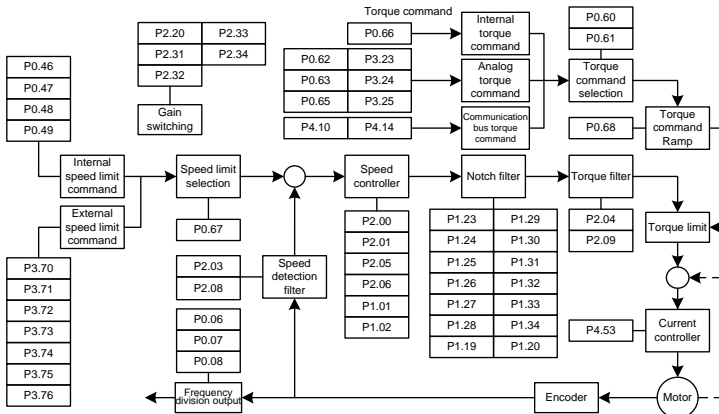 Torque command
P0.66
Internal
torque
command
P0.60
P0.61
P2.20 P2.33
P2.31 P2.34
P2.32
Gain
switching
P0.46
P0.47
P0.48
P0.49
P0.62 P3.23
P0.63 P3.24
P0.65 P3.25
Analog
torque
command
Torque
command
selection
P4.10 P4.14
Communication
bus torque
command
P0.68
Torque
command
Ramp
Internal
speed limit
command
Speed limit
selection
Speed
controller
Notch filter
Torque filter
External
speed limit
command
P0.67
P2.00
P2.01
P2.05
P2.06
P1.01
P1.02
P1.23 P1.29
P1.24 P1.30
P1.25 P1.31
P1.26 P1.32
P1.27 P1.33
P1.28 P1.34
P1.19 P1.20
P2.04
P2.09
Torque limit
P3.70
P3.71
P3.72
P3.73
P3.74
P3.75
P3.76
P2.03
P2.08
Speed
detection
filter
P0.06
P0.07
P0.08
P4.53
Current
controller
Frequency
division output
Encoder
Motor